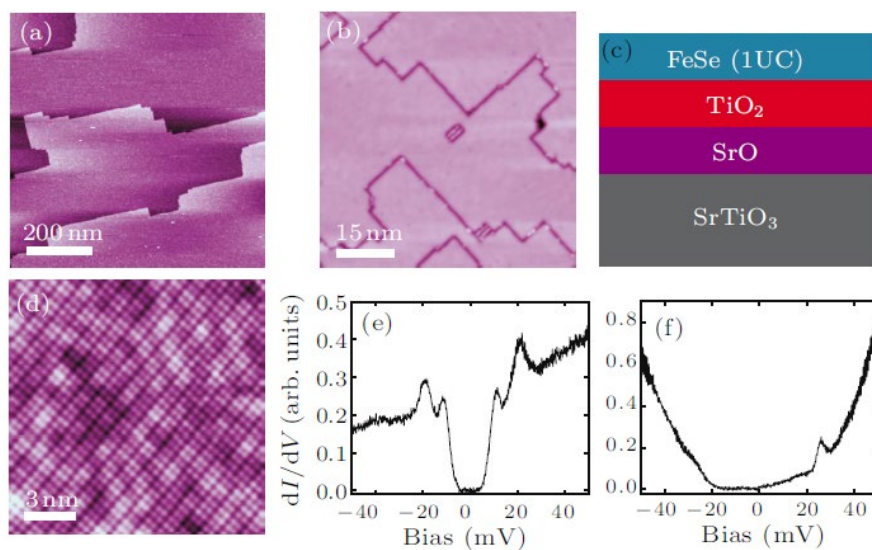 (a)
200 nm
(b)
15 nm
(c)
FeSe (1UC)
TiO₂
SrO
SrTiO₃
(d)
3 nm
(e)
dI/dV (arb. units)
0.5
0.4
0.3
0.2
0.1
0.0
−40 −20 0 20 40
Bias (mV)
(f)
0.8
0.6
0.4
0.2
0.0
−40 −20 0 20 40
Bias (mV)